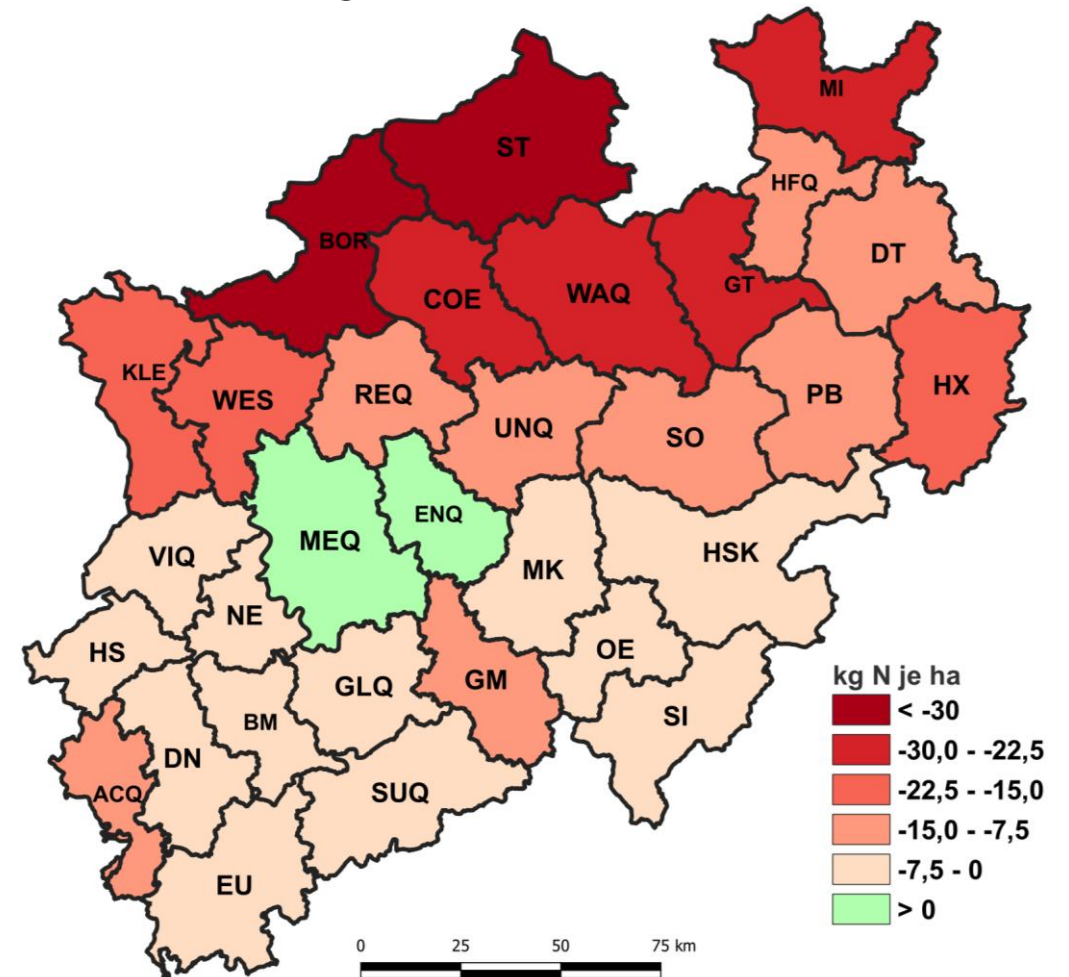 MI
ST
HFQ
BOR
DT
GT
COE
WAQ
KLE
WES
REQ
PB
HX
UNQ
SO
ENQ
MEQ
HSK
VIQ
MK
NE
HS
OE
GLQ
GM
BM
SI
DN
ACQ
SUQ
EU
kg N je ha
< -30
-30,0 - -22,5
-22,5 - -15,0
-15,0 - -7,5
-7,5 - 0
> 0
0 25 50 75 km